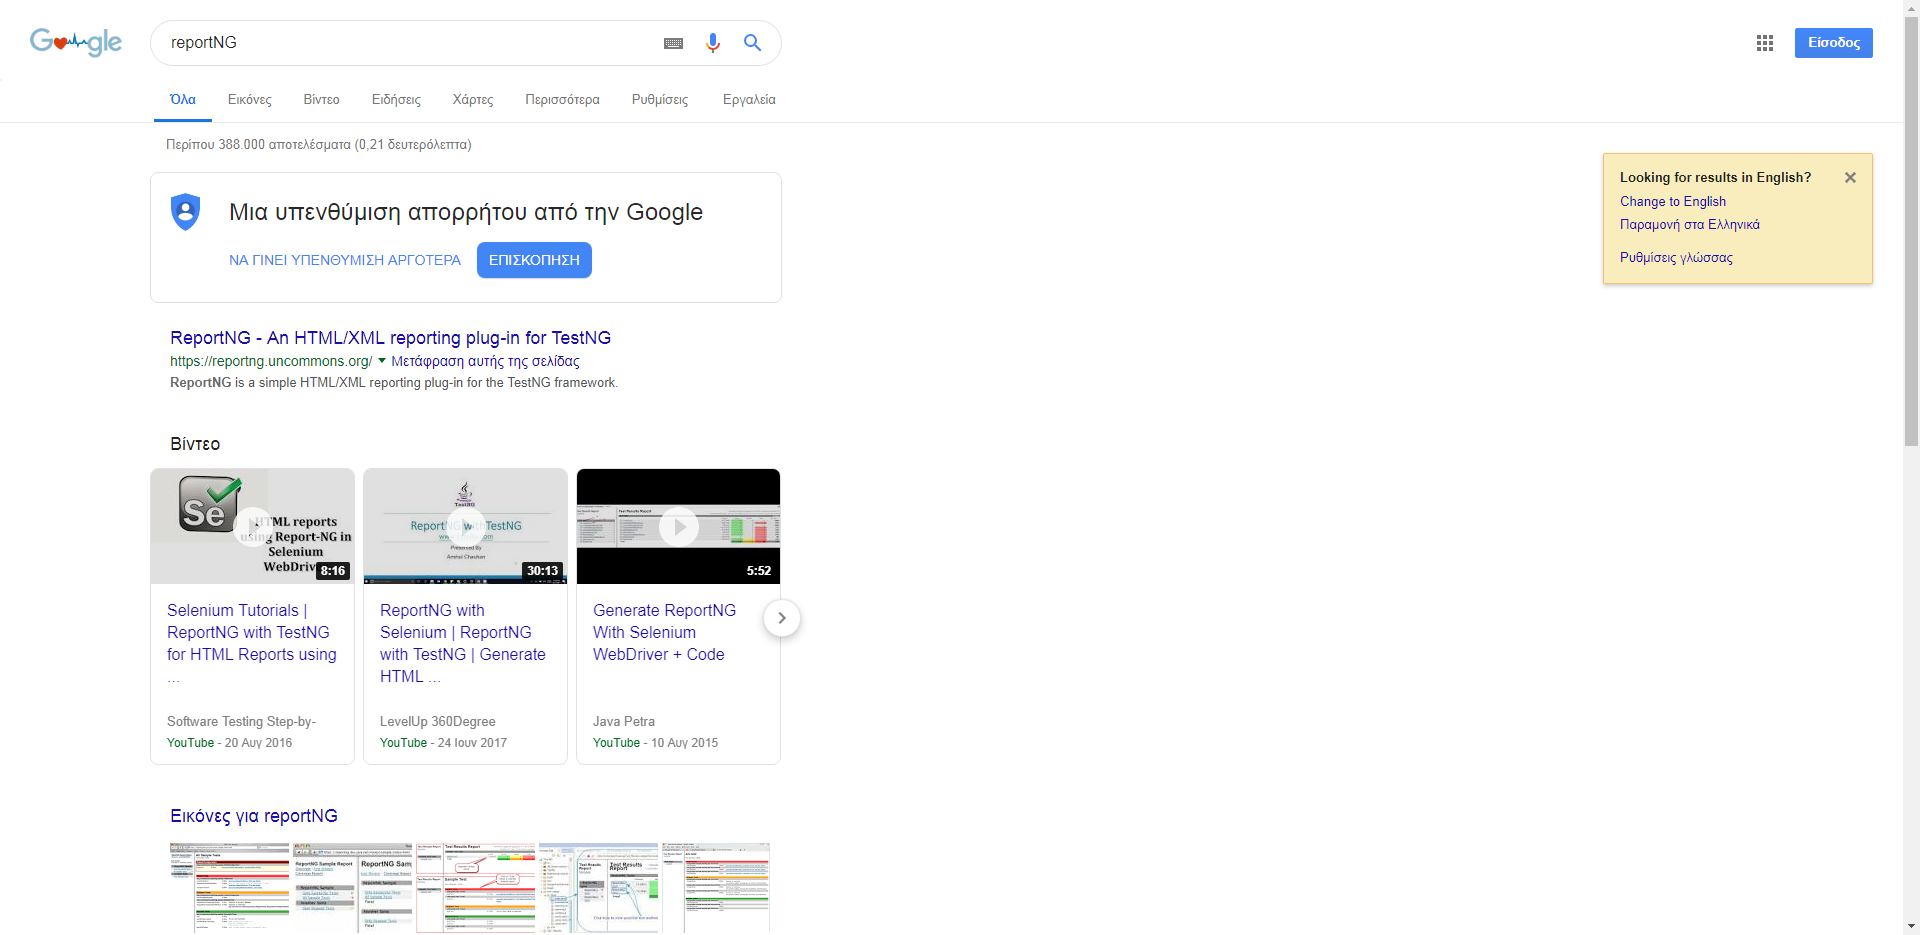 Google
reportNG
Είσοδος
Όλα Εικόνες Βίντεο Ειδήσεις Χάρτες Περισσότερα Ρυθμίσεις Εργαλεία
Περίπου 388.000 αποτελέσματα (0,21 δευτερόλεπτα)
Μια υπενθύμιση απορρήτου από την Google
ΝΑ ΓΙΝΕΙ ΥΠΕΝΘΥΜΙΣΗ ΑΡΓΟΤΕΡΑ ΕΠΙΣΚΟΠΗΣΗ
Looking for results in English?
Change to English
Παραμονή στα Ελληνικά
Ρυθμίσεις γλώσσας
ReportNG - An HTML/XML reporting plug-in for TestNG
https://reportng.uncommons.org/ Μετάφραση αυτής της σελίδας
ReportNG is a simple HTML/XML reporting plug-in for the TestNG framework.
Βίντεο
Se
HTML reports
using Report-NG in
Selenium
8:16
Selenium Tutorials |
ReportNG with TestNG
for HTML Reports using
...
Software Testing Step-by-
YouTube - 20 Αυγ 2016
TestNG
ReportNG with TestNG
Presented By
30:13
ReportNG with
Selenium | ReportNG
with TestNG | Generate
HTML ...
LevelUp 360Degree
YouTube - 24 Ιουν 2017
5:52
Generate ReportNG
With Selenium
WebDriver + Code
Java Petra
YouTube - 10 Αυγ 2015
Εικόνες για reportNG